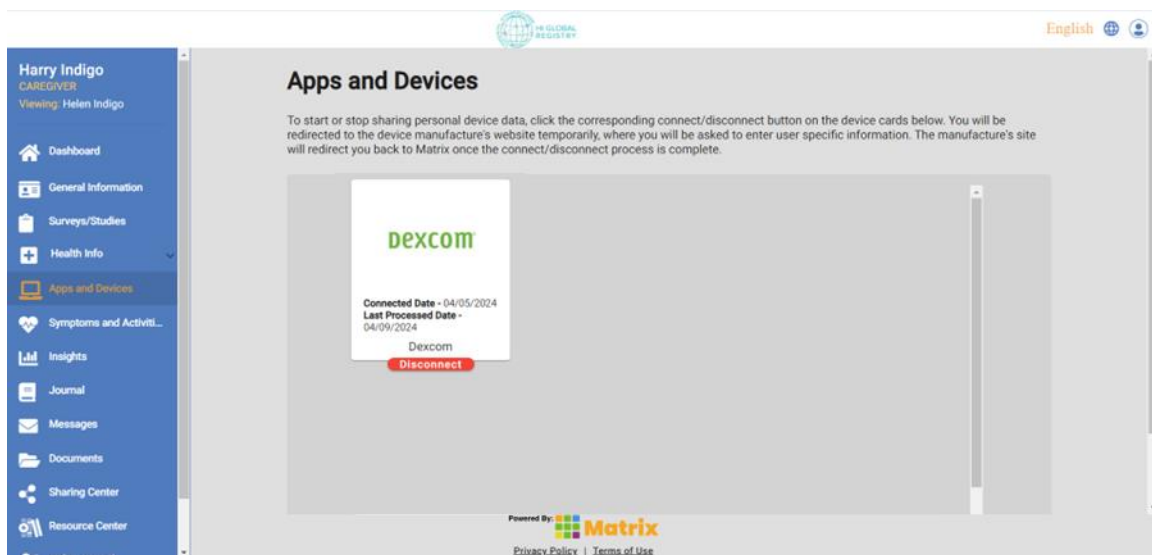 HI GLOBAL
REGISTRY
English
Harry Indigo
CAREGIVER
Viewing: Helen Indigo
Dashboard
General Information
Surveys/Studies
Health Info
Apps and Devices
Symptoms and Activiti...
Insights
Journal
Messages
Documents
Sharing Center
Resource Center
Apps and Devices
To start or stop sharing personal device data, click the corresponding connect/disconnect button on the device cards below. You will be
redirected to the device manufacture's website temporarily, where you will be asked to enter user specific information. The manufacture's site
will redirect you back to Matrix once the connect/disconnect process is complete.
Dexcom
Connected Date - 04/05/2024
Last Processed Date -
04/09/2024
Dexcom
Disconnect
Powered By:
Matrix
Privacy Policy | Terms of Use